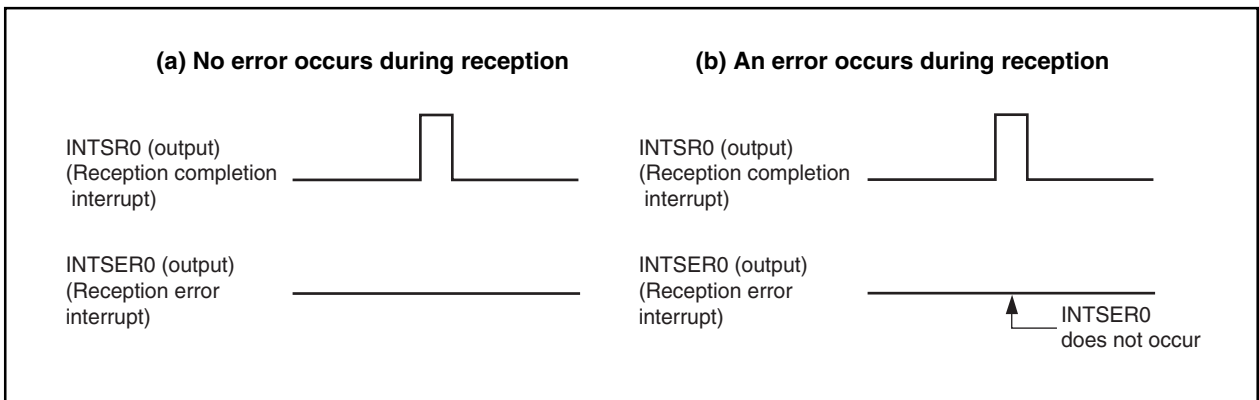 (a) No error occurs during reception
INTSR0 (output)
(Reception completion
interrupt)
INTSER0 (output)
(Reception error
interrupt)
(b) An error occurs during reception
INTSR0 (output)
(Reception completion
interrupt)
INTSER0 (output)
(Reception error
interrupt)
INTSER0
does not occur